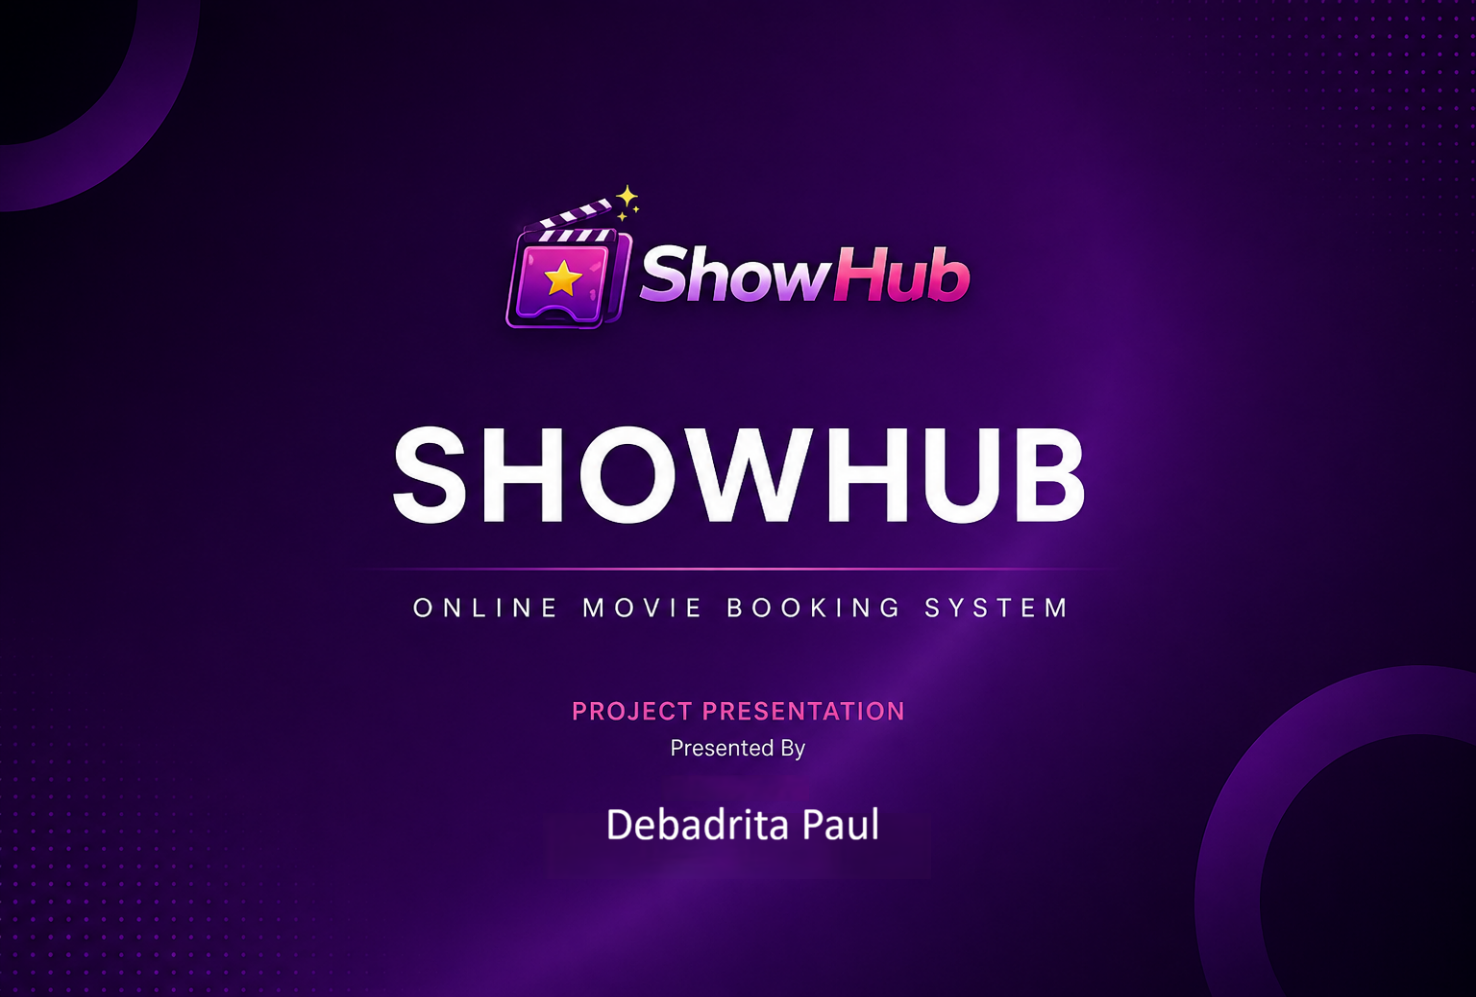 ShowHub
SHOWHUB
ONLINE MOVIE BOOKING SYSTEM
PROJECT PRESENTATION
Presented By
Debadrita Paul